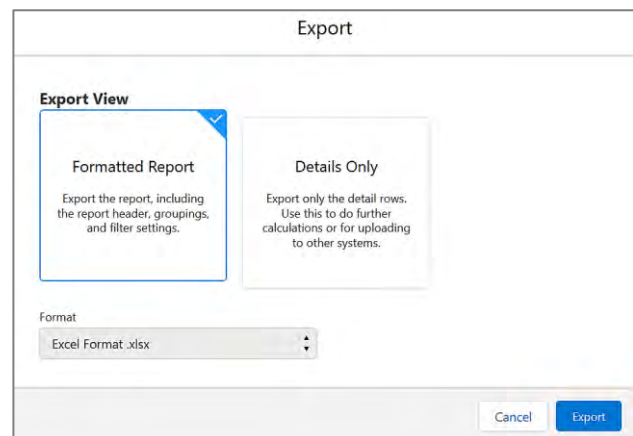 Export
Export View
Formatted Report
Export the report, including
the report header, groupings,
and filter settings.
Details Only
Export only the detail rows.
Use this to do further
calculations or for uploading
to other systems.
Format
Excel Format .xlsx
Cancel
Export